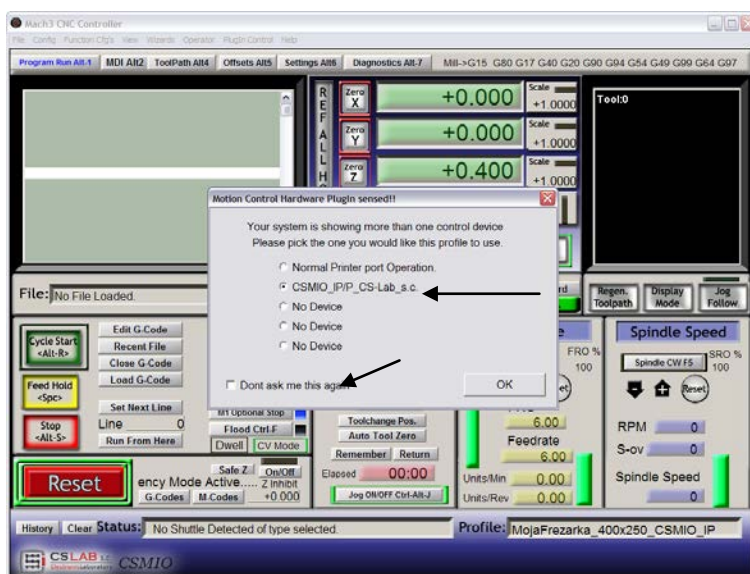 Mach3 CNC Controller
File Config Function Cfg's View Wizards Operator PlugIn Control Help
Program Run Alt-1 MDI Alt2 ToolPath Alt4 Offsets Alt5 Settings Alt6 Diagnostics Alt-7 Mill->G15 G80 G17 G40 G20 G90 G94 G54 G49 G99 G64 G97
REF ALL H
Zero X +0.000 Scale +1.0000
Zero Y +0.000 Scale +1.0000
Zero Z +0.400 Scale +1.0000
Tool:0
Motion Control Hardware PlugIn sensed!!
Your system is showing more than one control device
Please pick the one you would like this profile to use.
Normal Printer port Operation.
CSMIO_IP/P_CS-Lab_s.c.
No Device
No Device
No Device
Dont ask me this again
OK
File: No File Loaded.
Regen. Toolpath Display Mode Jog Follow
Cycle Start <Alt-R>
Feed Hold <Spc>
Stop <Alt-S>
Edit G-Code
Recent File
Close G-Code
Load G-Code
Set Next Line
Run From Here
Line 0
M1 Optional Stop
Flood Ctrl-F
Dwell CV Mode
Toolchange Pos.
Auto Tool Zero
Remember Return
Elapsed 00:00
Jog ON/OFF Ctrl-Alt-J
FRO %
100
6.00
Feedrate
6.00
Units/Min 0.00
Units/Rev 0.00
Spindle Speed
Spindle CW F5
SRO %
100
Reset
RPM 0
S-ov 0
Spindle Speed
0
Reset
ency Mode Active.....
Safe Z On/Off
Z Inhibit
+0.000
G-Codes M-Codes
History Clear Status: No Shuttle Detected of type selected. Profile: MojaFrezarka_400x250_CSMIO_IP
CSLAB s.c.
CSMIO